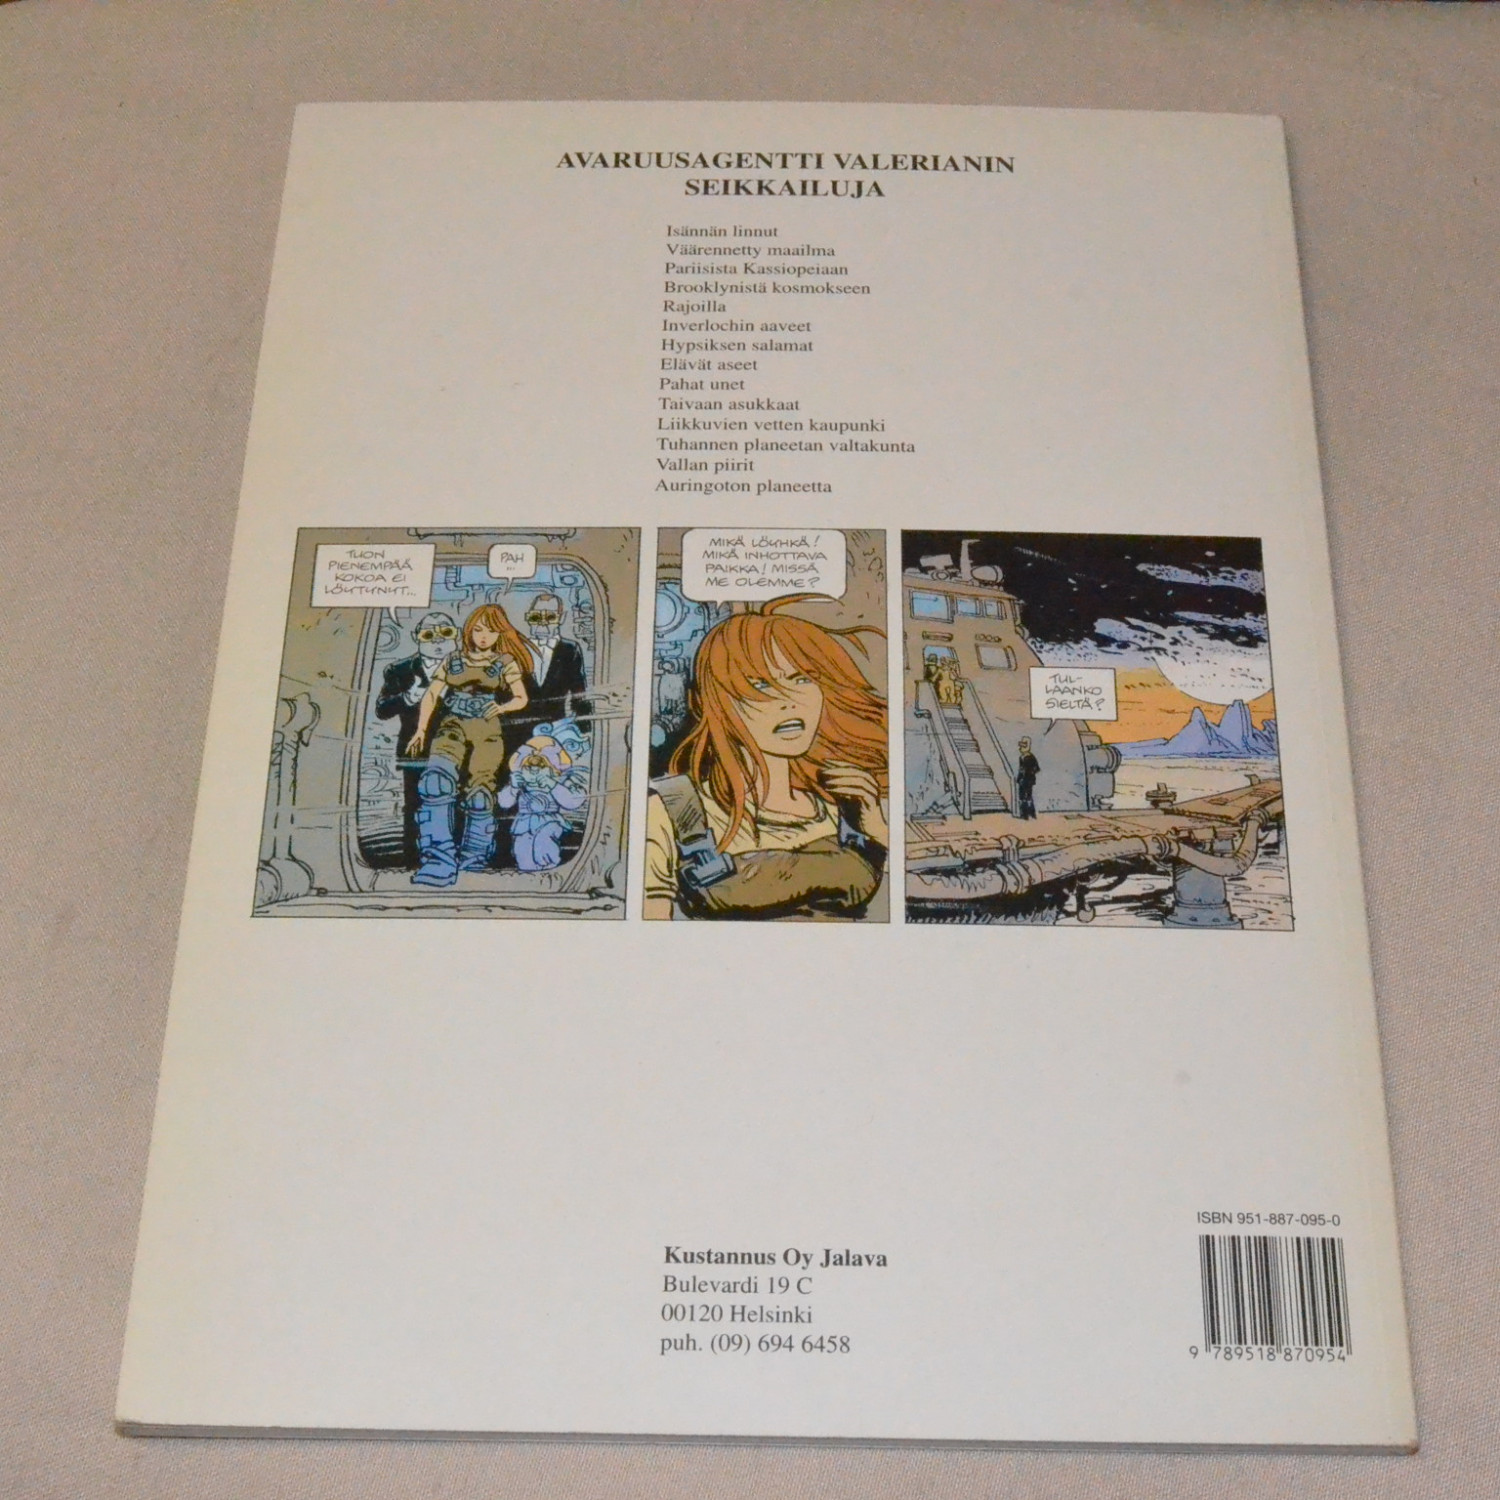 AVARUUSAGENTTI VALERIANIN
SEIKKAILUJA
Isännän linnut
Väärennetty maailma
Pariisista Kassiopeiaan
Brooklynistä kosmokseen
Rajoilla
Inverlochin aaveet
Hypsiksen salamat
Elävät aseet
Pahat unet
Taivaan asukkaat
Liikkuvien vetten kaupunki
Tuhannen planeetan valtakunta
Vallan piirit
Auringoton planeetta
TUON
PIENEMPÄÄ
KOKOA EI
LÖYTYNYT...
PAH
...
MIKÄ LÖYHKÄ!
MIKÄ INHOTTAVA
PAIKKA! MISSÄ
ME OLEMME?
TUL-
LAANKO
SIELTÄ?
ISBN 951-887-095-0
9 789518 870954
Kustannus Oy Jalava
Bulevardi 19 C
00120 Helsinki
puh. (09) 694 6458